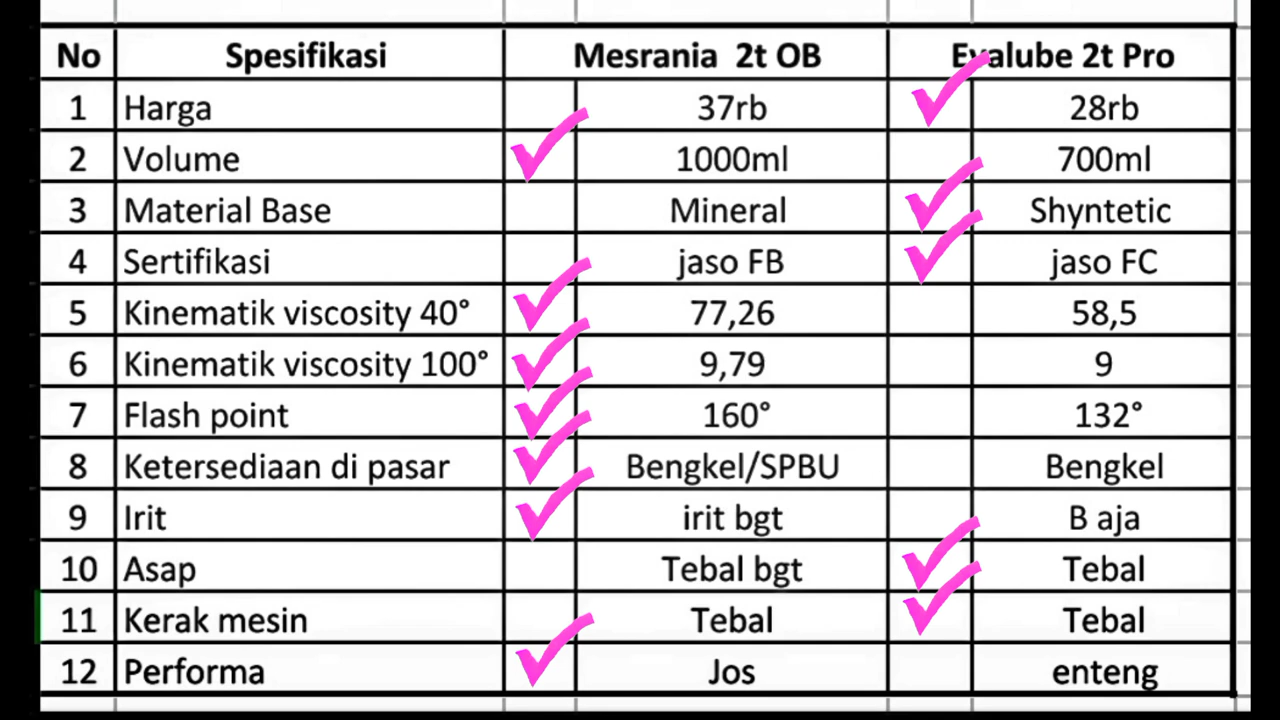 No Spesifikasi Mesrania 2t OB Evalube 2t Pro
1 Harga 37rb 28rb
2 Volume 1000ml 700ml
3 Material Base Mineral Shyntetic
4 Sertifikasi jaso FB jaso FC
5 Kinematik viscosity 40° 77,26 58,5
6 Kinematik viscosity 100° 9,79 9
7 Flash point 160° 132°
8 Ketersediaan di pasar Bengkel/SPBU Bengkel
9 Irit irit bgt B aja
10 Asap Tebal bgt Tebal
11 Kerak mesin Tebal Tebal
12 Performa Jos enteng